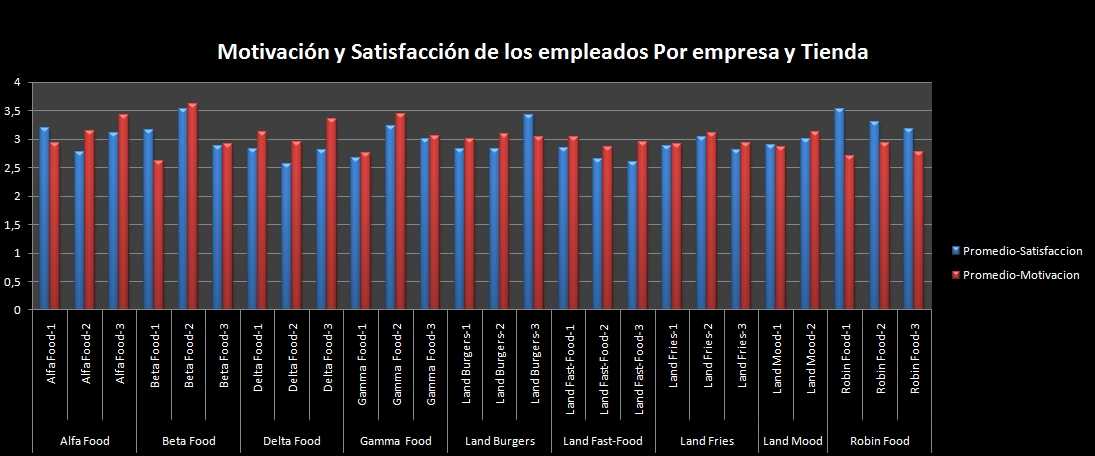 Motivación y Satisfacción de los empleados Por empresa y Tienda
4
3,5
3
2,5
2
1,5
1
0,5
0
Promedio-Satisfaccion
Promedio-Motivacion
Alfa Food-1
Alfa Food-2
Alfa Food-3
Beta Food-1
Beta Food-2
Beta Food-3
Delta Food-1
Delta Food-2
Delta Food-3
Gamma Food-1
Gamma Food-2
Gamma Food-3
Land Burgers-1
Land Burgers-2
Land Burgers-3
Land Fast-Food-1
Land Fast-Food-2
Land Fast-Food-3
Land Fries-1
Land Fries-2
Land Fries-3
Land Mood-1
Land Mood-2
Robin Food-1
Robin Food-2
Robin Food-3
Alfa Food
Beta Food
Delta Food
Gamma Food
Land Burgers
Land Fast-Food
Land Fries
Land Mood
Robin Food